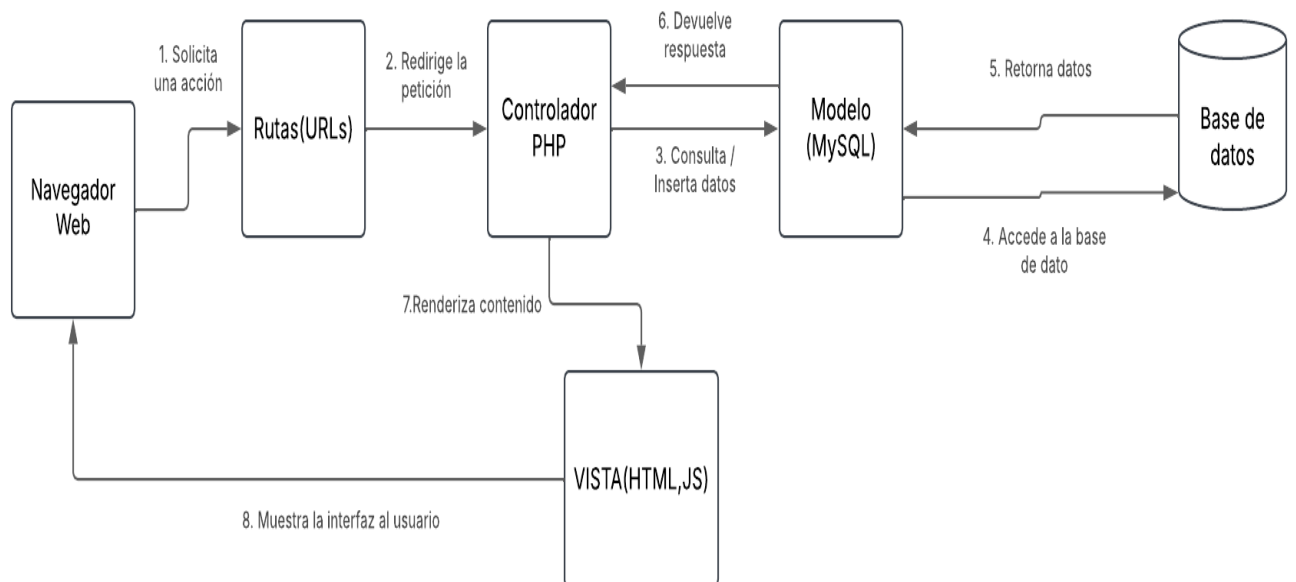 1. Solicita
una acción
2. Redirige la
petición
6. Devuelve
respuesta
5. Retorna datos
Navegador
Web
Rutas(URLs)
Controlador
PHP
3. Consulta /
Inserta datos
Modelo
(MySQL)
Base de
datos
4. Accede a la base
de dato
7.Renderiza contenido
VISTA(HTML,JS)
8. Muestra la interfaz al usuario